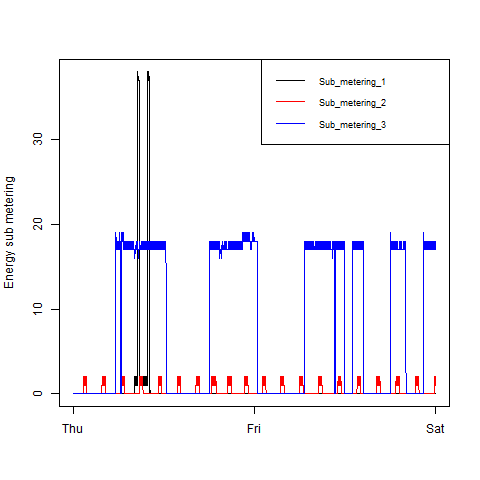 Sub_metering_1
Sub_metering_2
Sub_metering_3
Energy sub metering
30
20
10
0
Thu
Fri
Sat